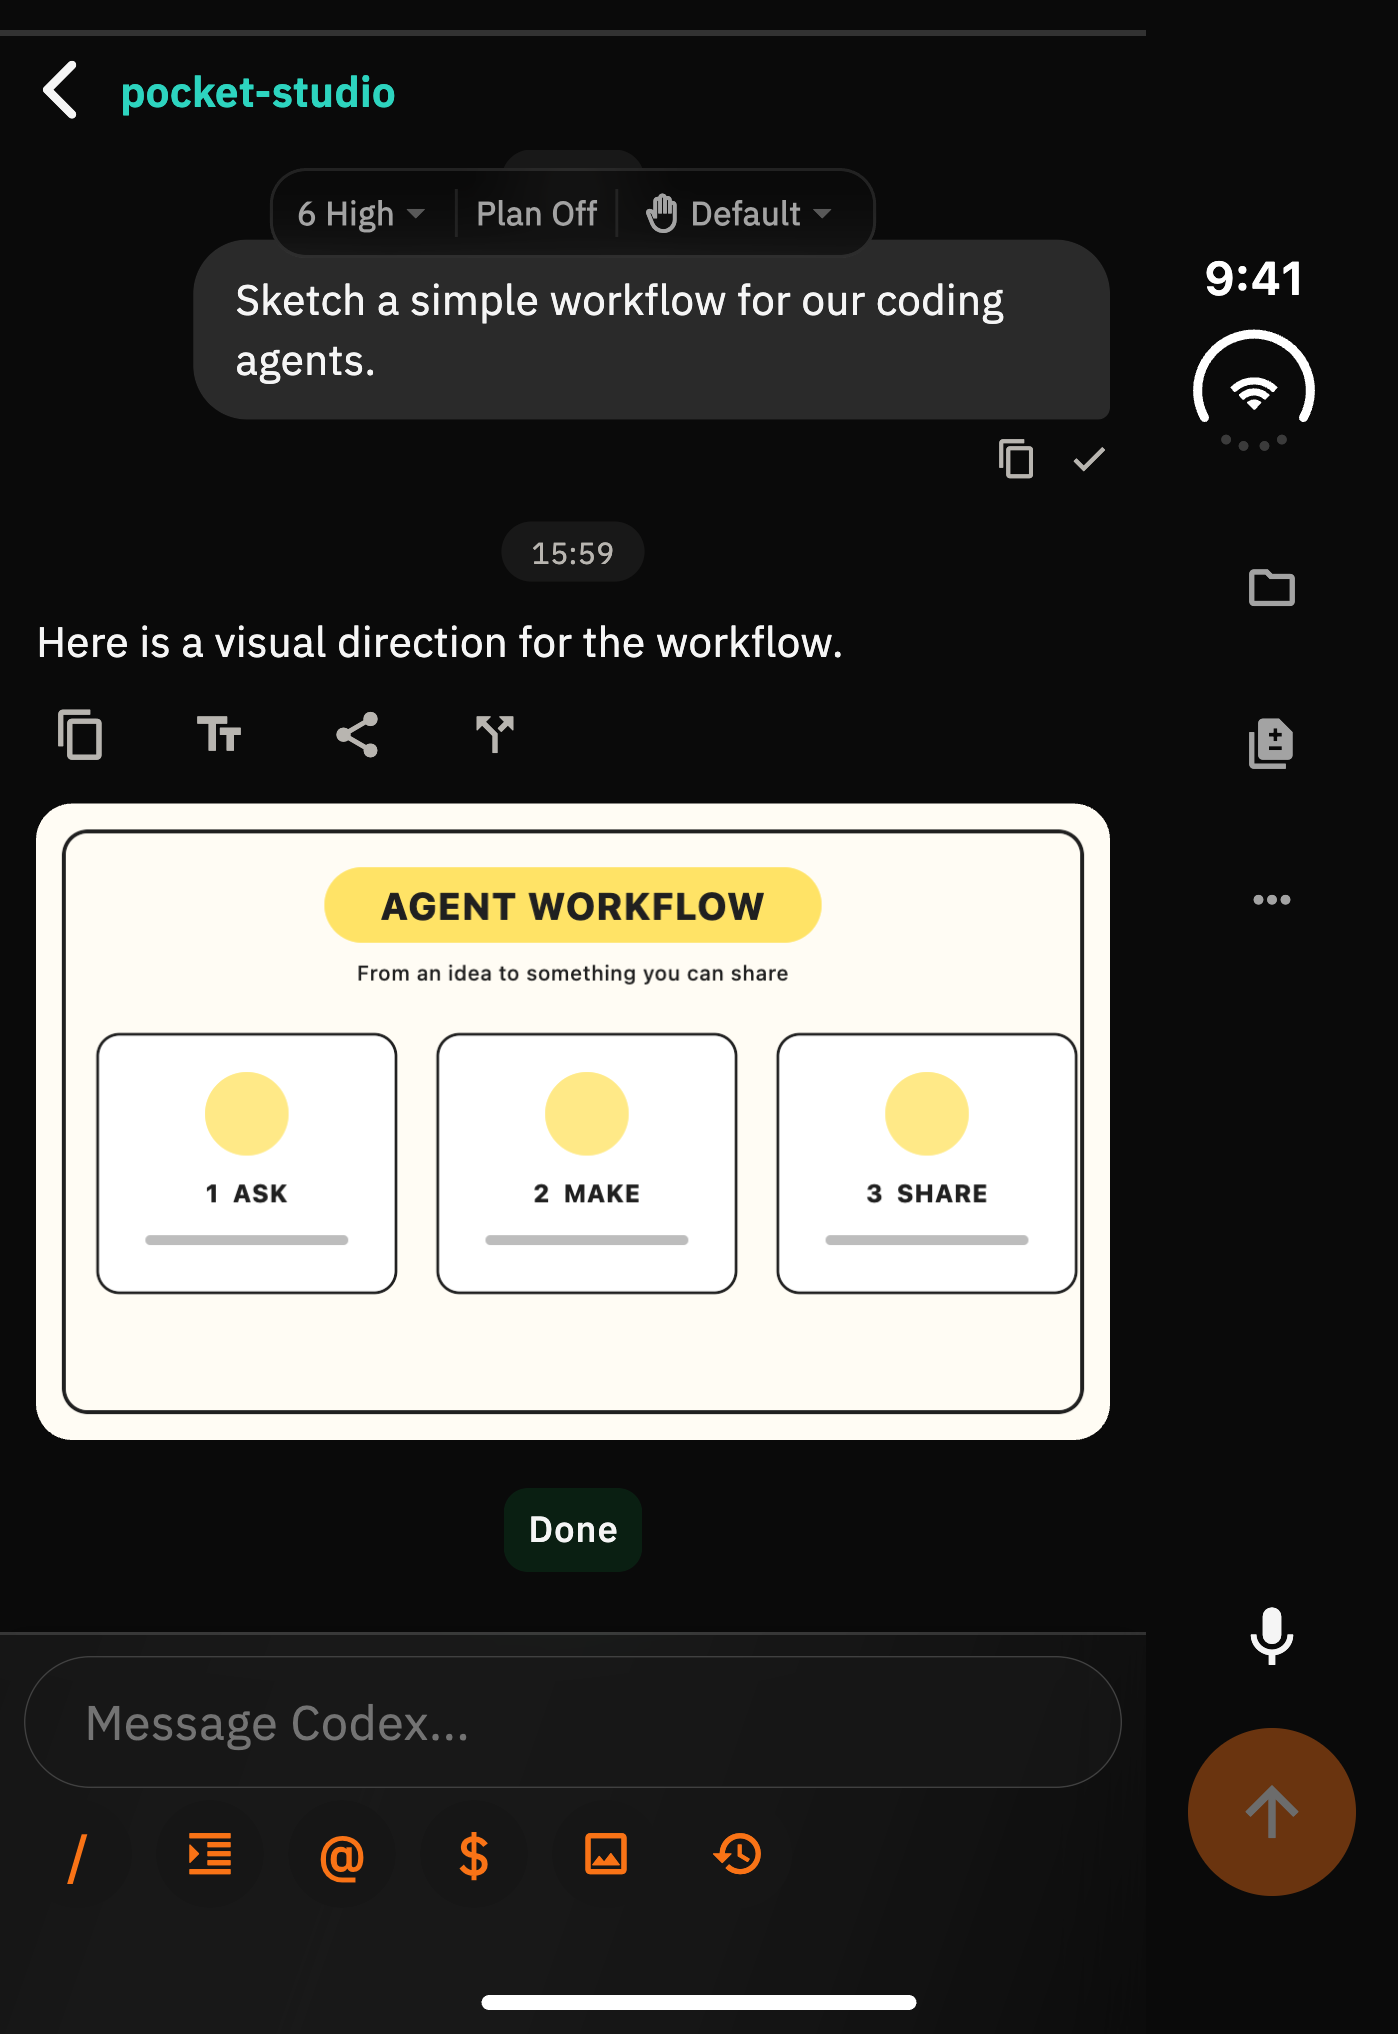 pocket-studio
6 High
Plan Off
Default
Sketch a simple workflow for our coding
agents.
9:41
15:59
Here is a visual direction for the workflow.
AGENT WORKFLOW
From an idea to something you can share
1 ASK
2 MAKE
3 SHARE
Done
Message Codex...
/
@
$